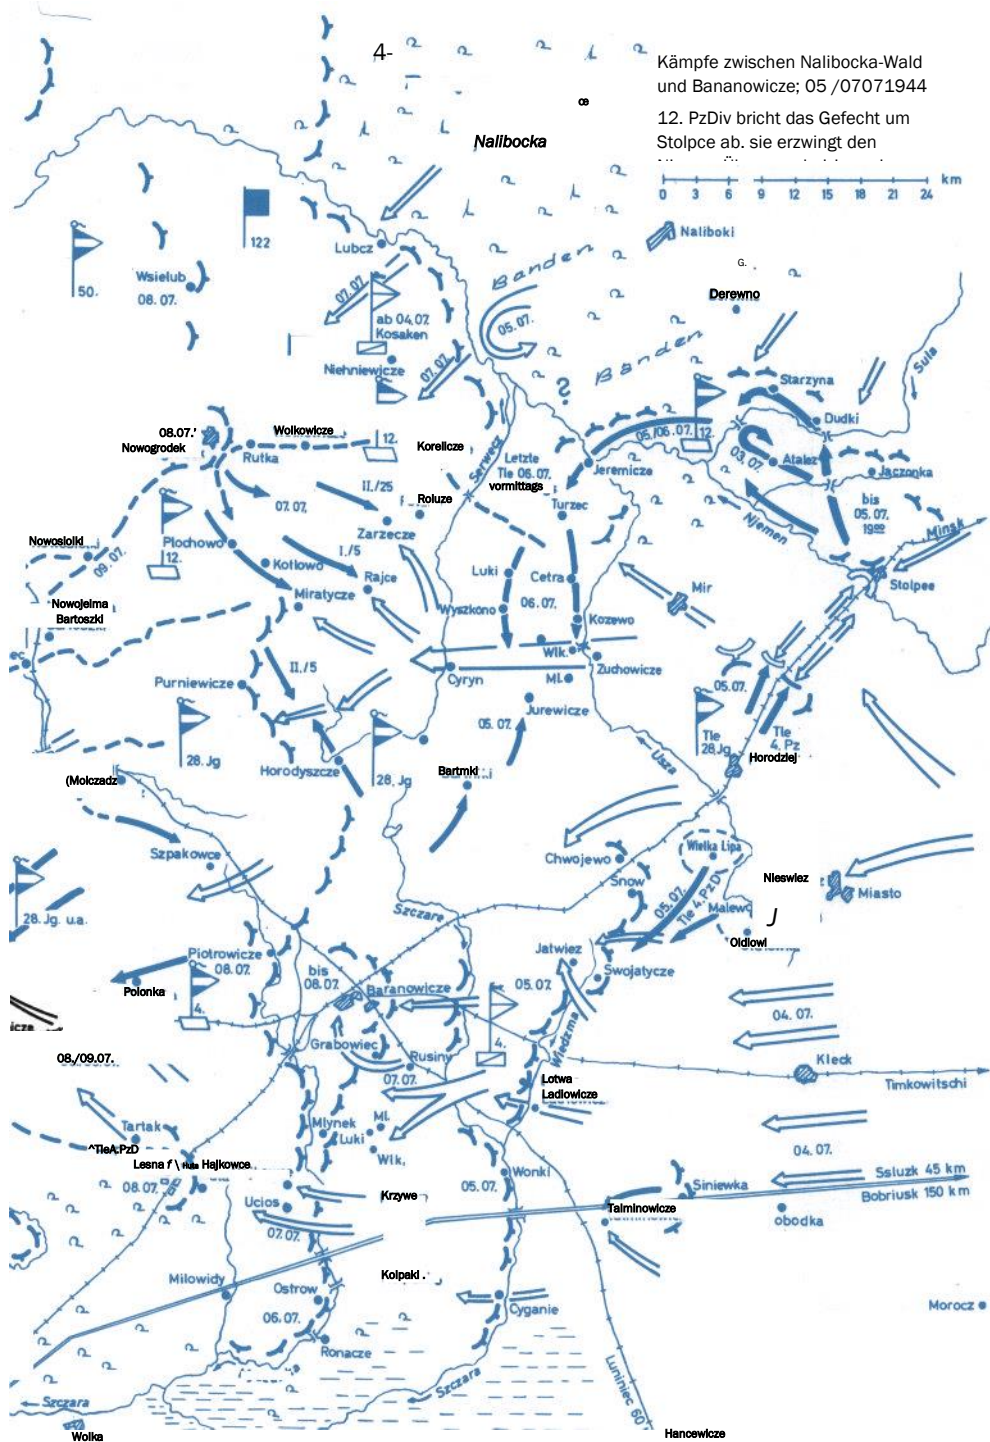 4-
Kämpfe zwischen Nalibocka-Wald
und Bananowicze; 05 /07071944
12. PzDiv bricht das Gefecht um
Stolpce ab. sie erzwingt den
km
0 3 6 9 12 15 18 21 24
œ
Nalibocka
122
50.
Lubcz
Naliboki
Banden
Wsielub
08. 07.
07.07.
ab 04.07.
Kosaken
G.
Derewno
05. 07.
Niehniewicze
07.07.
Banden
?
Sula
Starzyna
Dudki
08.07.'
Nowogrodek
Wolkowicze
Rutka
12.
Korellcze
Serwecz
Letzte
Tle 06.07.
vormittags
05./06.07.
12.
Jeremicze
03.07.
Atalez
Jaczonka
II./25
07. 07.
Roluze
Zarzecze
Turzec
Njemen
bis
05. 07.
19⁰⁰
Minsk
Nowosiolki
09. 07.
Plochowo
12.
Kotlowo
I./5
Rajce
Miratycze
Luki
Cetra
06. 07.
Wyszkono
Mir
Stolpee
Nowojelma
Bartoszki
Kozewo
Wlk.
Zuchowicze
Ml.
Cyryn
II./5
Purniewicze
Jurewicze
05. 07.
05. 07.
Tle
28. Jg
Tle
4. Pz
28. Jg
Horodyszcze
28. Jg
Bartmki
Usza
Horodziej
(Molczadz
Szpakowce
Chwojewo
Snow
Wielka Lipa
05. 07.
Tle 4. PzD
Malewo
J
Nieswiez
Miasto
Oldlowi
28. Jg. u.a.
Szczare
Jatwiez
Swojatycze
Piotrowicze
08. 07.
bis
08. 07.
Baranowicze
Polonka
4.
05. 07.
4.
Wiedzma
04. 07.
icza
Grabowiec
Rusiny
07. 07.
Kleck
Timkowitschi
08./09.07.
Lotwa
Ladlowicze
Tartak
^TleA.PzD
Mlynek
Ml.
Luki
Wlk.
04. 07.
Lesna f \ Huta Hajkowce
08. 07.
Ucios
Krzywe
07. 07.
05. 07.
Wonki
Siniewka
Ssluzk 45 km
Bobriusk 150 km
Talminowicze
obodka
Kolpaki .
Milowidy
Ostrow
06. 07.
Cyganie
Morocz
Ronacze
Szczara
Szczara
Luniniec 60
Wolka
Hancewicze